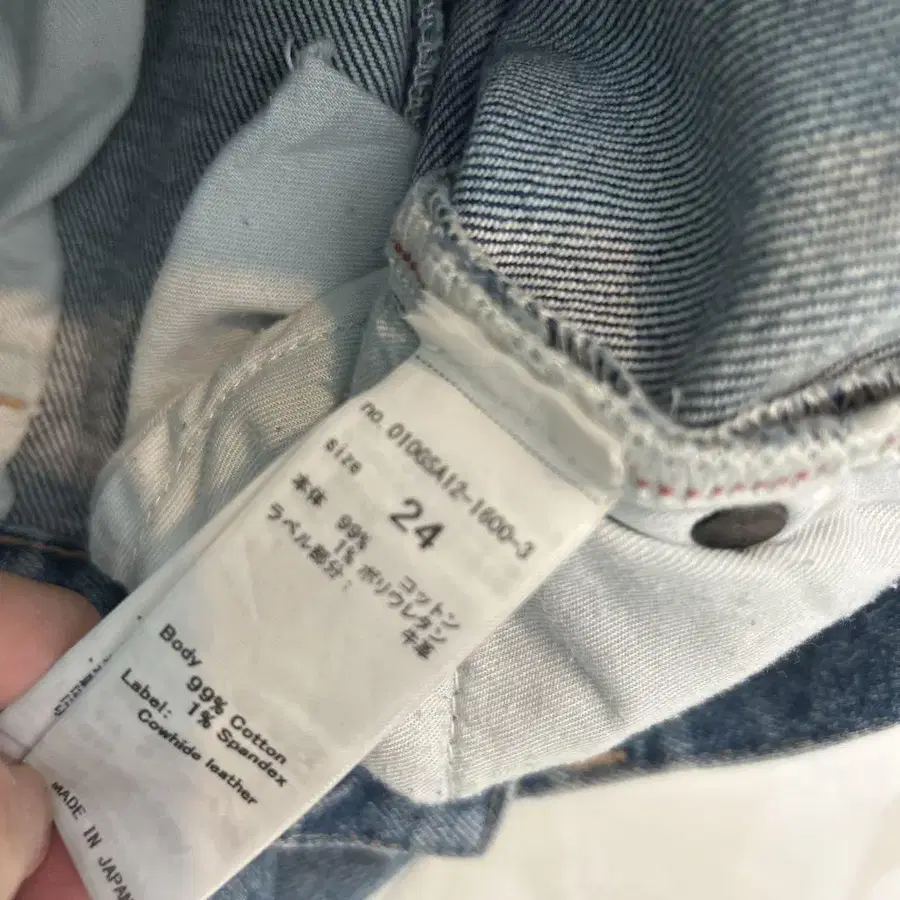 no. 010GSA12-1600-3
size 24
本体 99% コットン
1% ポリウレタン
ラベル部分: 牛革
Body 99% Cotton
1% Spandex
Label: Cowhide leather
MADE IN JAPAN